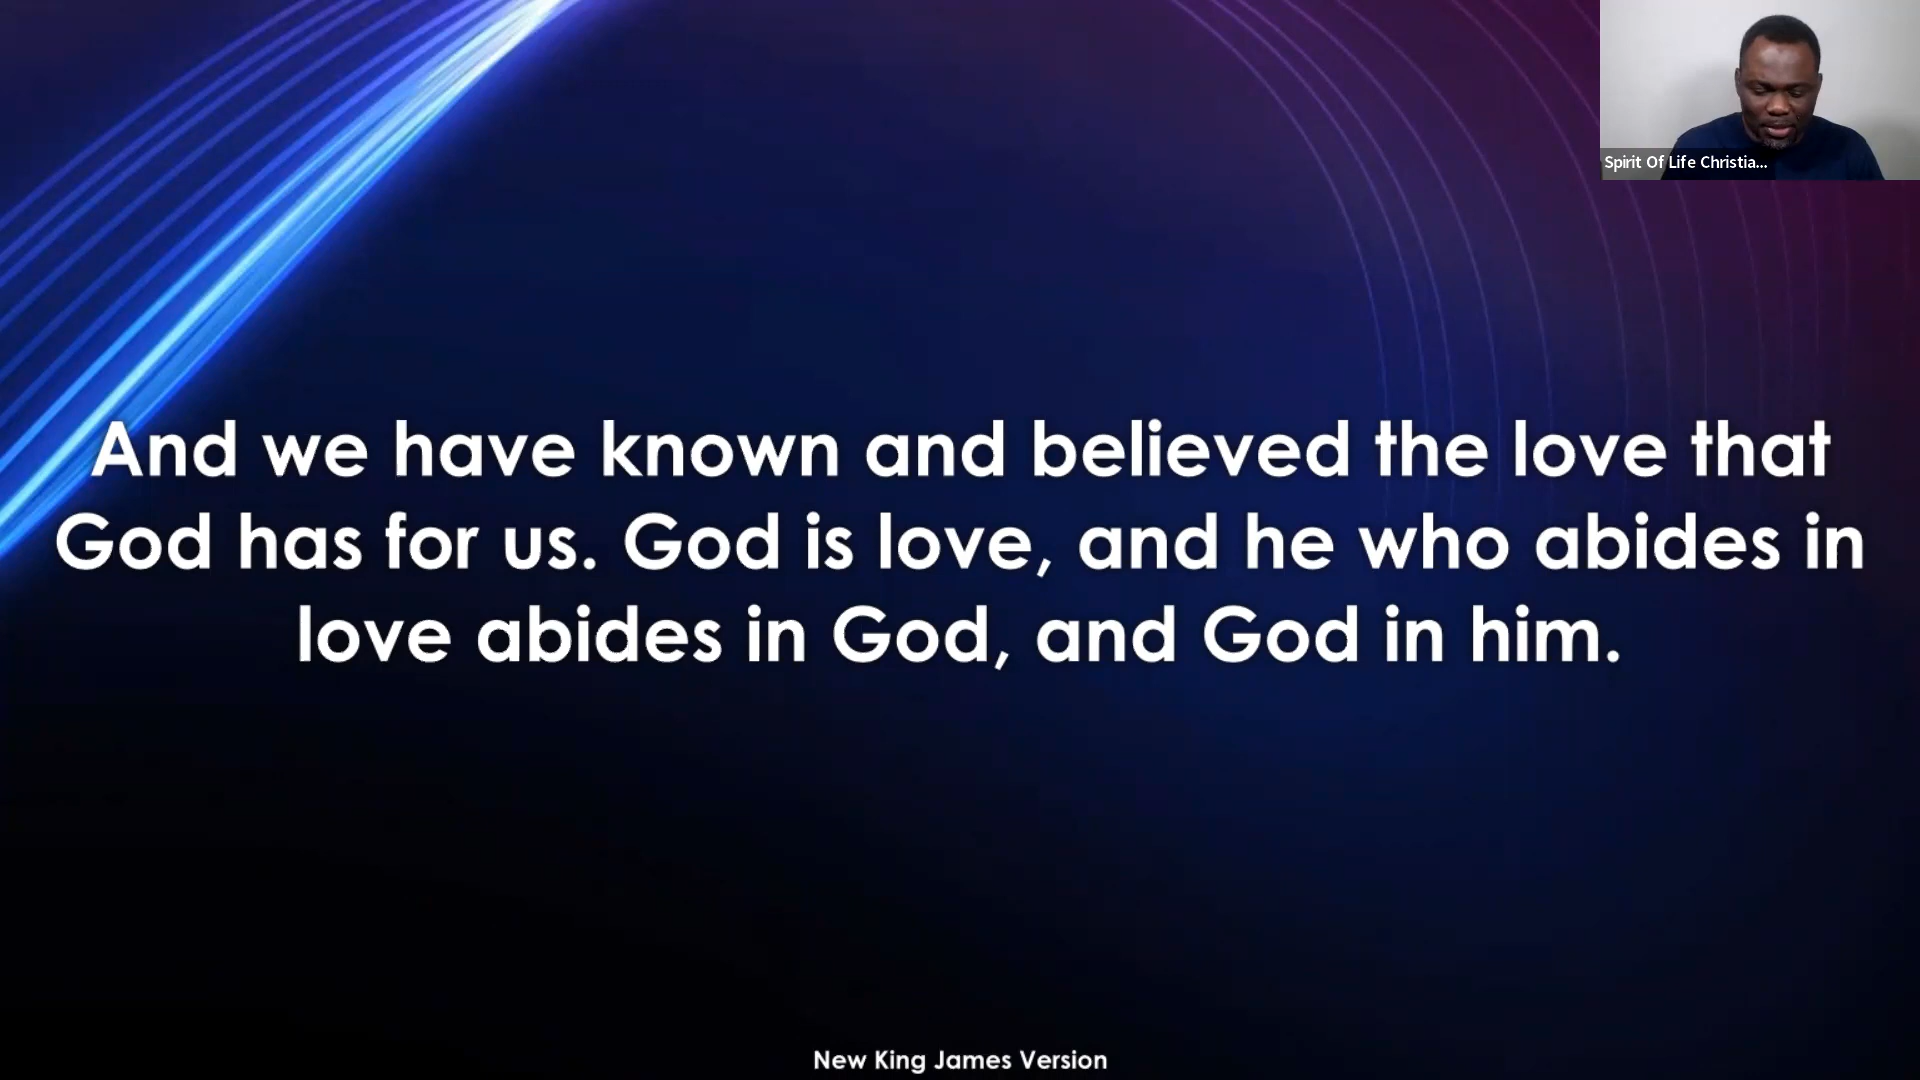 Spirit Of Life Christia...
And we have known and believed the love that
God has for us. God is love, and he who abides in
love abides in God, and God in him.
New King James Version